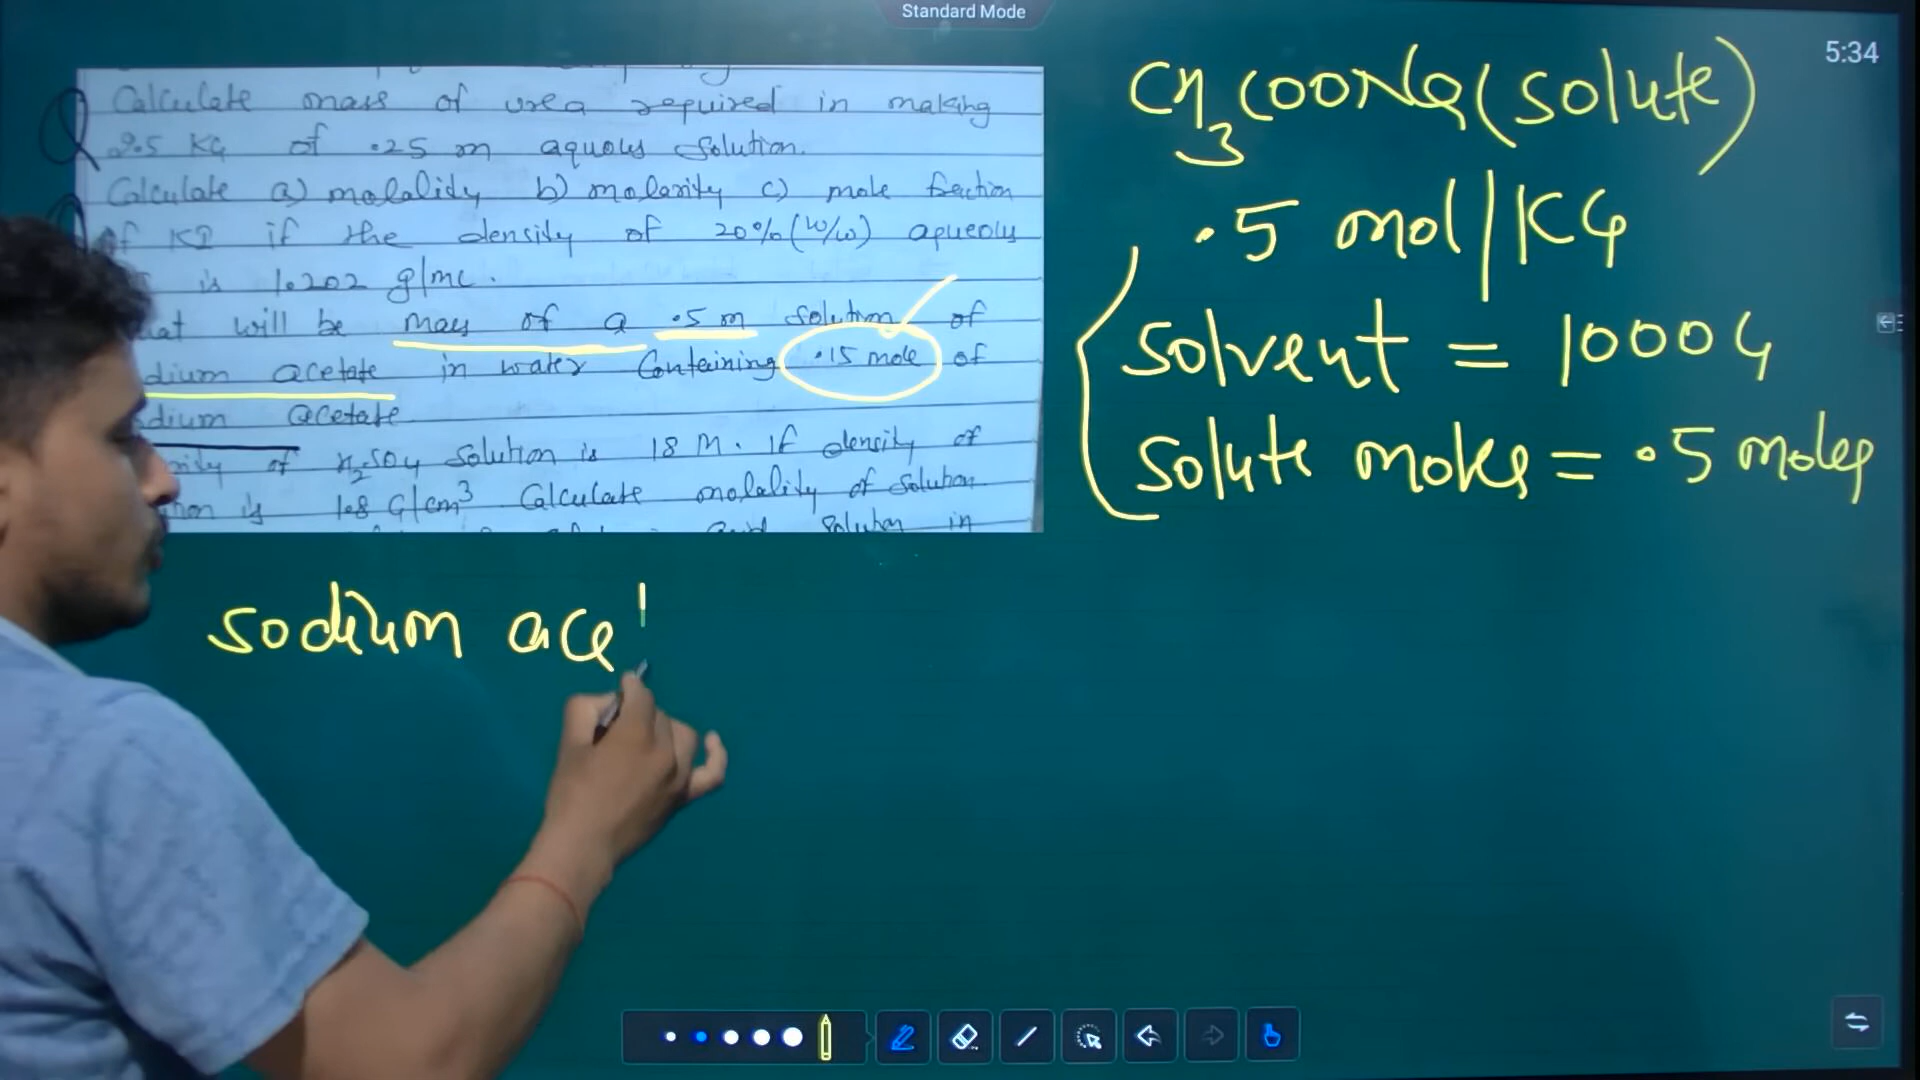 Standard Mode
5:34
Calculate mass of urea required in making
2.5 KG of .25 m aquous solution.
Calculate a) molality b) molarity c) mole fraction
of KI if the density of 20% (w/w) aqueous
is 1.202 g/mL.
will be mass of a .5 m solution of
dium acetate in water Containing .15 mole of
dium acetate
of H2SO4 solution is 18 M. If density of
is 1.8 G/cm3 Calculate molality of solution
solution in
CH3COONa (solute)
.5 mol/KG
solvent = 1000 G
solute moles = .5 moles
sodium ace